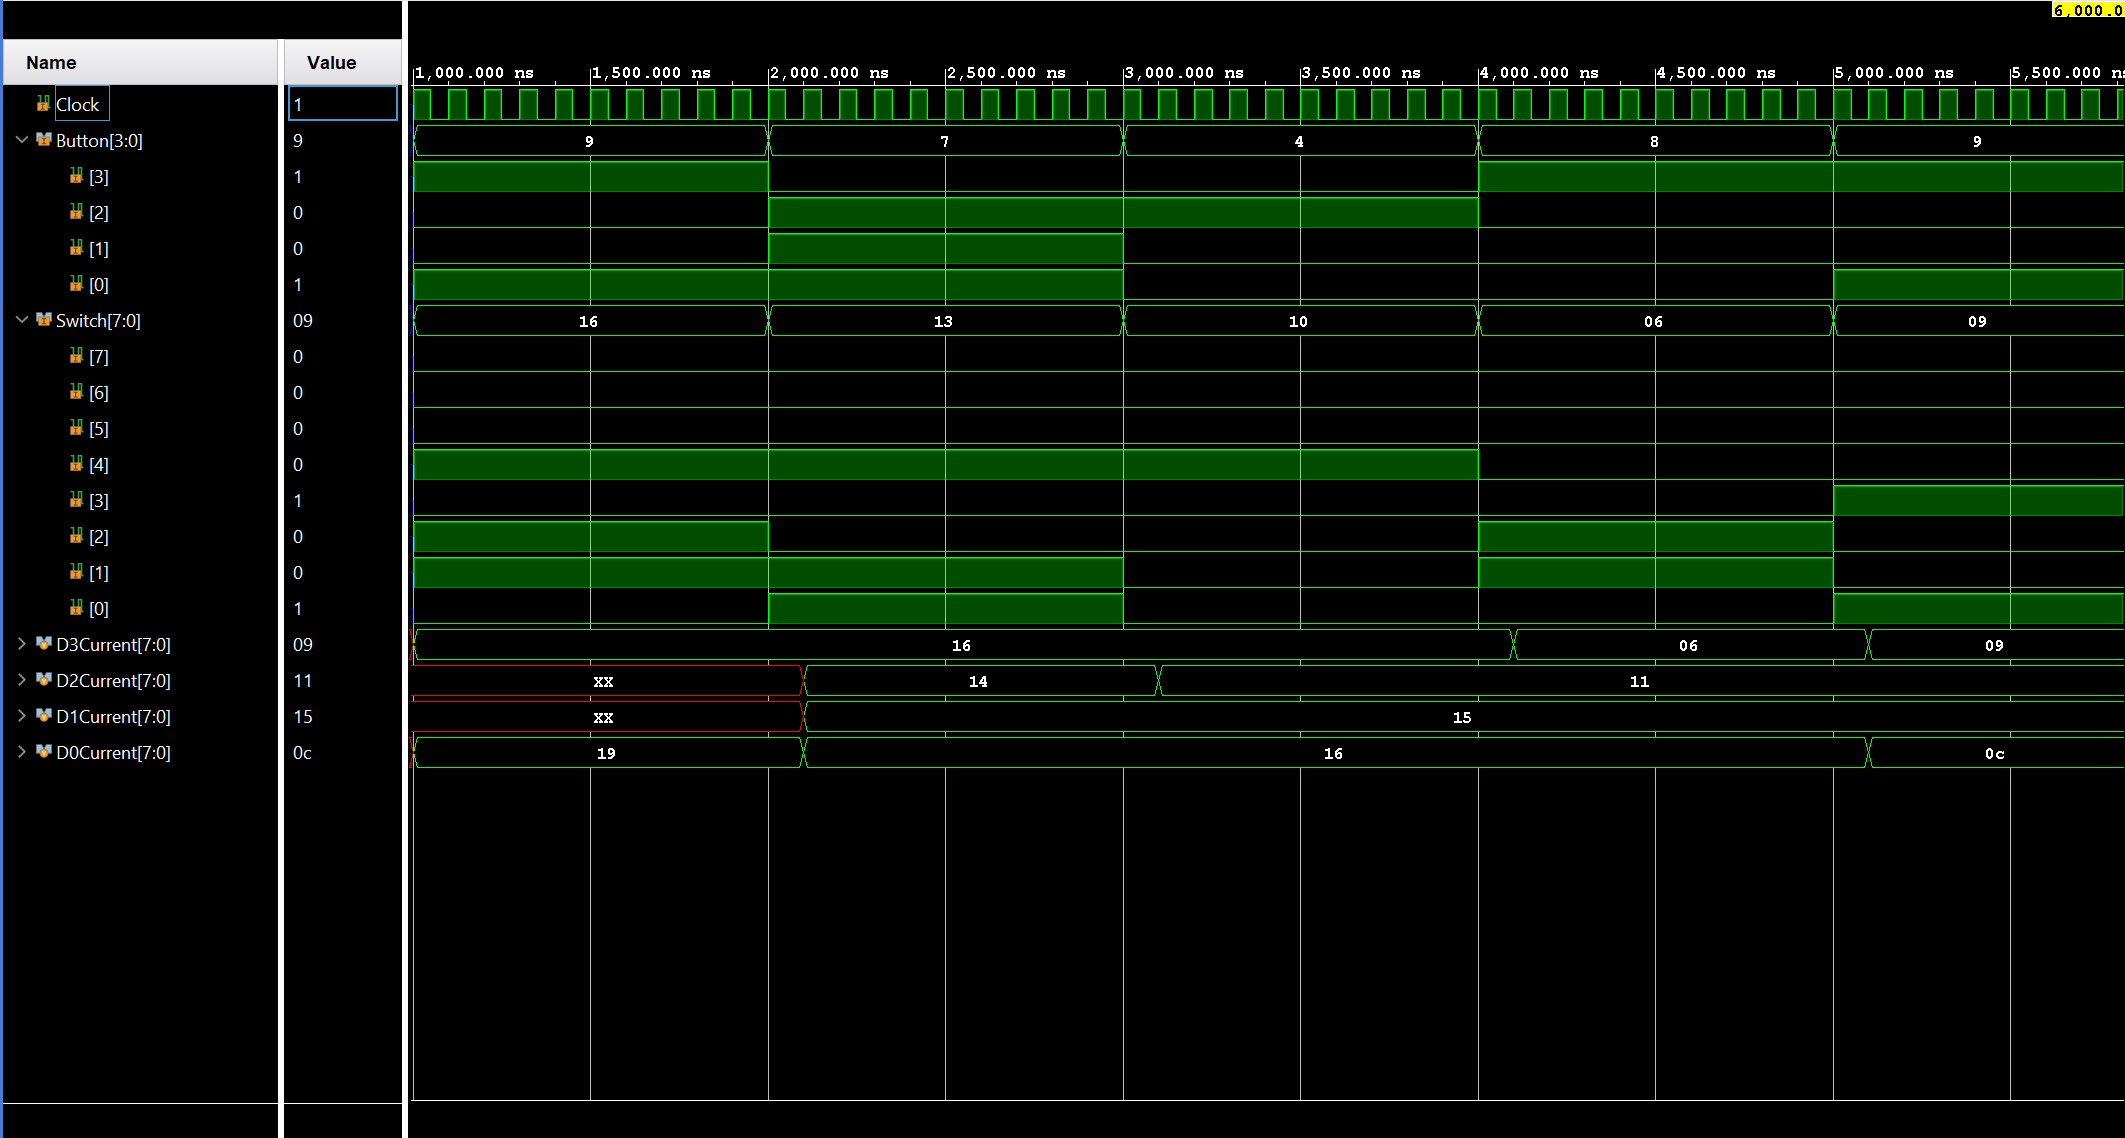 6,000.0
Name Value
1,000.000 ns 1,500.000 ns 2,000.000 ns 2,500.000 ns 3,000.000 ns 3,500.000 ns 4,000.000 ns 4,500.000 ns 5,000.000 ns 5,500.000 ns
Clock 1
Button[3:0] 9 9 7 4 8 9
[3] 1
[2] 0
[1] 0
[0] 1
Switch[7:0] 09 16 13 10 06 09
[7] 0
[6] 0
[5] 0
[4] 0
[3] 1
[2] 0
[1] 0
[0] 1
D3Current[7:0] 09 16 06 09
D2Current[7:0] 11 XX 14 11
D1Current[7:0] 15 XX 15
D0Current[7:0] 0c 19 16 0c